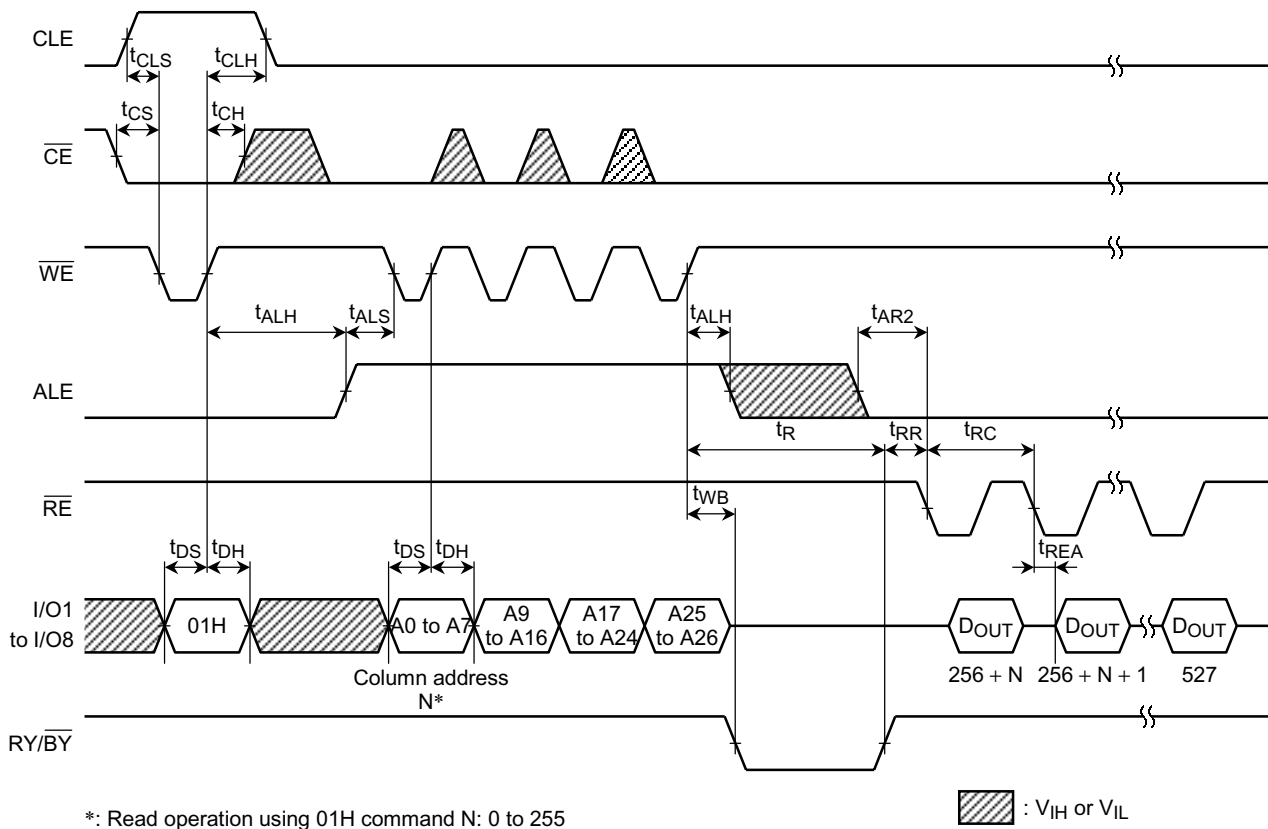 CLE
tCLS
tCLH
tCS
tCH
CE
WE
tALH
tALS
tALH
tAR2
ALE
tR
tRR
tRC
RE
tWB
tDS
tDH
tDS
tDH
tREA
I/O1
to I/O8
01H
A0 to A7
A9
to A16
A17
to A24
A25
to A26
DOUT
DOUT
DOUT
Column address
N*
256 + N
256 + N + 1
527
RY/BY
*: Read operation using 01H command N: 0 to 255
: VIH or VIL